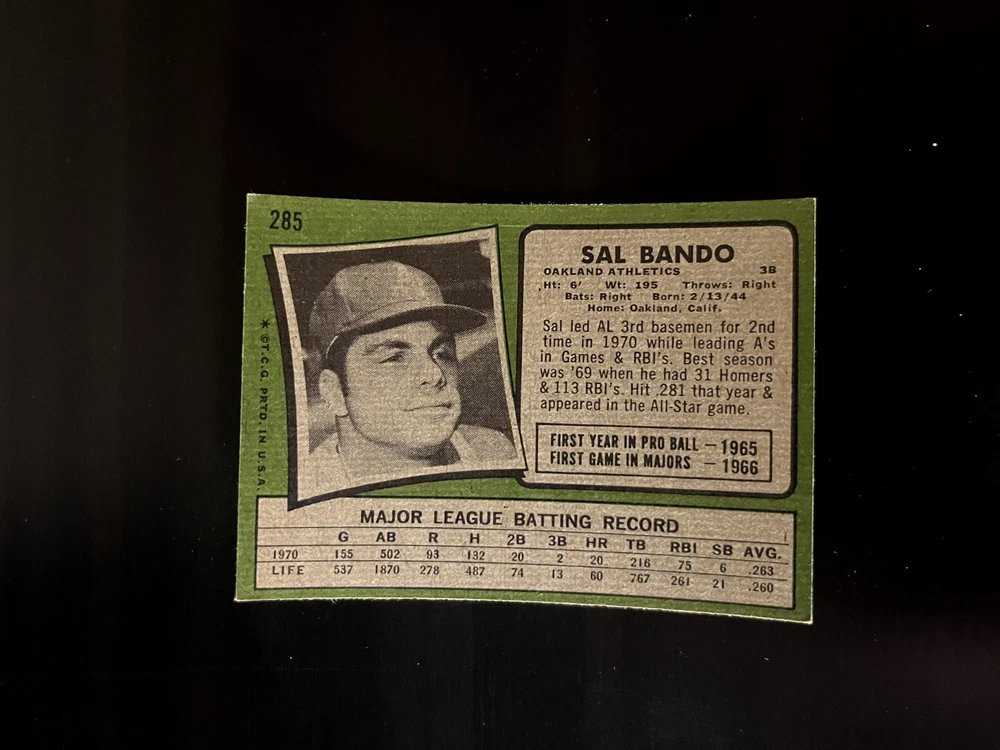 285
SAL BANDO
OAKLAND ATHLETICS 3B
Ht: 6' Wt: 195 Throws: Right
Bats: Right Born: 2/13/44
Home: Oakland, Calif.
Sal led AL 3rd basemen for 2nd
time in 1970 while leading A's
in Games & RBI's. Best season
was '69 when he had 31 Homers
& 113 RBI's. Hit .281 that year &
appeared in the All-Star game.
FIRST YEAR IN PRO BALL — 1965
FIRST GAME IN MAJORS — 1966
* ©T.C.G. PRTD. IN U.S.A.
MAJOR LEAGUE BATTING RECORD
G AB R H 2B 3B HR TB RBI SB AVG.
1970 155 502 93 132 20 2 20 216 75 6 .263
LIFE 537 1870 278 487 74 13 60 767 261 21 .260